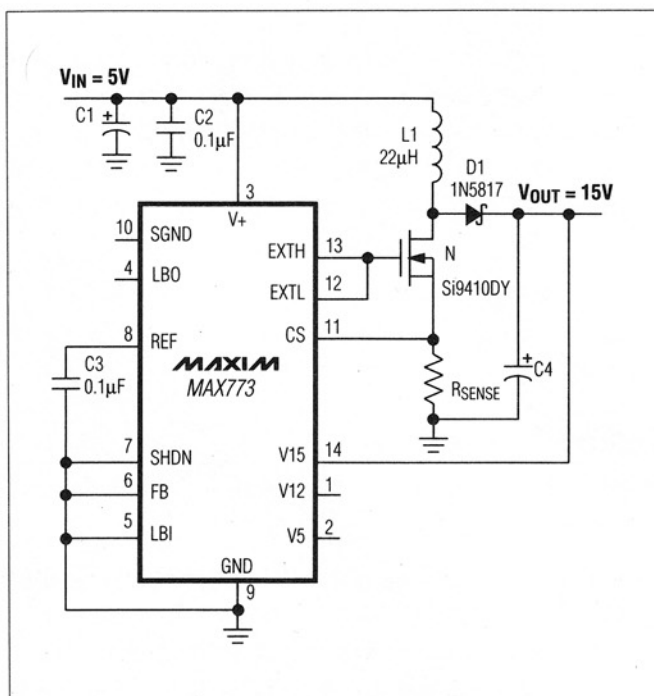 VIN = 5V
C1
+
C2
0.1µF
L1
22µH
D1
1N5817
VOUT = 15V
3
V+
10
SGND
EXTH
13
N
4
LBO
EXTL
12
Si9410DY
8
REF
CS
11
C3
0.1µF
MAXIM
MAX773
RSENSE
+
C4
7
SHDN
V15
14
6
FB
V12
1
5
LBI
V5
2
GND
9